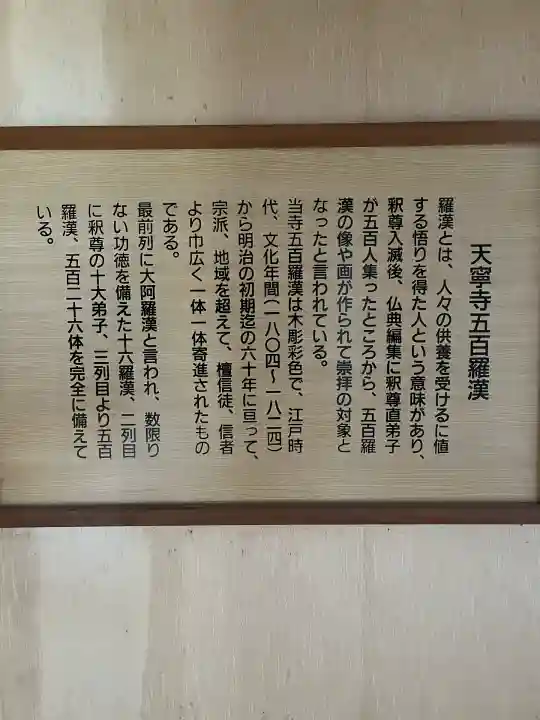 天寧寺五百羅漢
羅漢とは、人々の供養を受けるに値
する悟りを得た人という意味があり、
釈尊入滅後、仏典編集に釈尊直弟子
が五百人集ったところから、五百羅
漢の像や画が作られて崇拝の対象と
なったと言われている。
当寺五百羅漢は木彫彩色で、江戸時
代、文化年間(一八〇四〜一八二四)
から明治の初期迄の六十年に亘って、
宗派、地域を超えて、檀信徒、信者
より巾広く一体一体寄進されたもの
である。
最前列に大阿羅漢と言われ、数限り
ない功徳を備えた十六羅漢、二列目
に釈尊の十大弟子、三列目より五百
羅漢、五百二十六体を完全に備えて
いる。